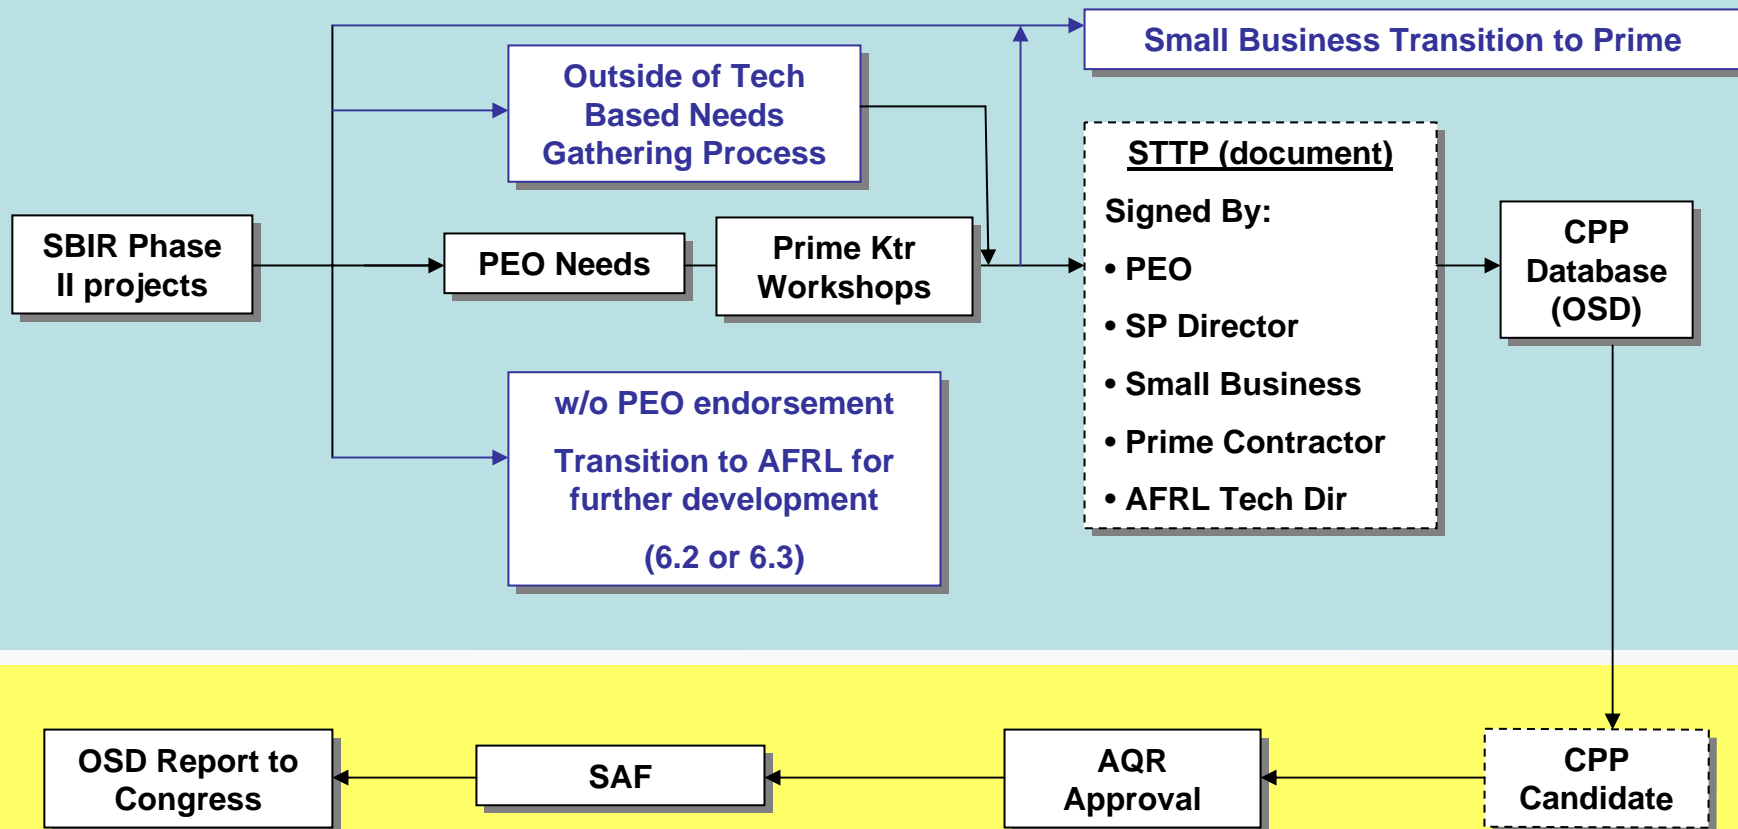 Small Business Transition to Prime
Outside of Tech
Based Needs
Gathering Process
SBIR Phase
II projects
PEO Needs
Prime Ktr
Workshops
w/o PEO endorsement
Transition to AFRL for
further development
(6.2 or 6.3)
STTP (document)
Signed By:
• PEO
• SP Director
• Small Business
• Prime Contractor
• AFRL Tech Dir
CPP
Database
(OSD)
OSD Report to
Congress
SAF
AQR
Approval
CPP
Candidate